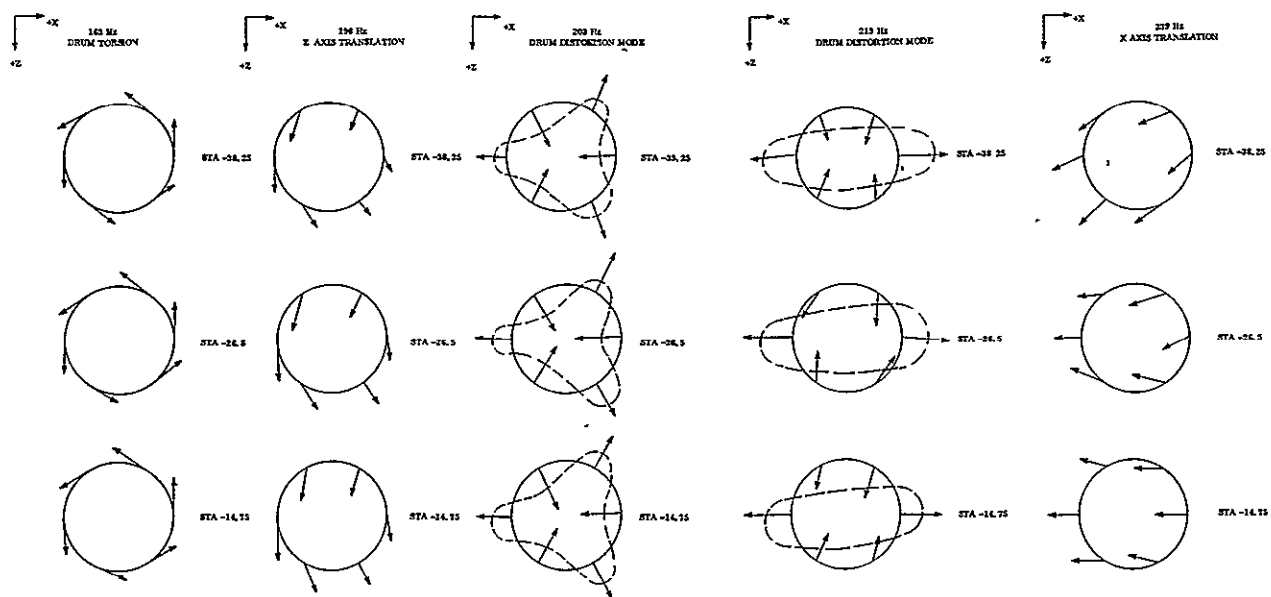 +X
+Z
163 Hz
DRUM TORSION
+X
+Z
Z AXIS TRANSLATION
+X
+Z
203 Hz
DRUM DISTORTION MODE
+X
+Z
213 Hz
DRUM DISTORTION MODE
+X
+Z
X AXIS TRANSLATION
STA -38.25
STA -38.25
STA -38 25
STA -38.25
STA -26.5
STA -26.5
STA -26.5
STA -26.5
STA -26.5
STA -14.75
STA -14.75
STA -14.75
STA -14.75
STA -14.75